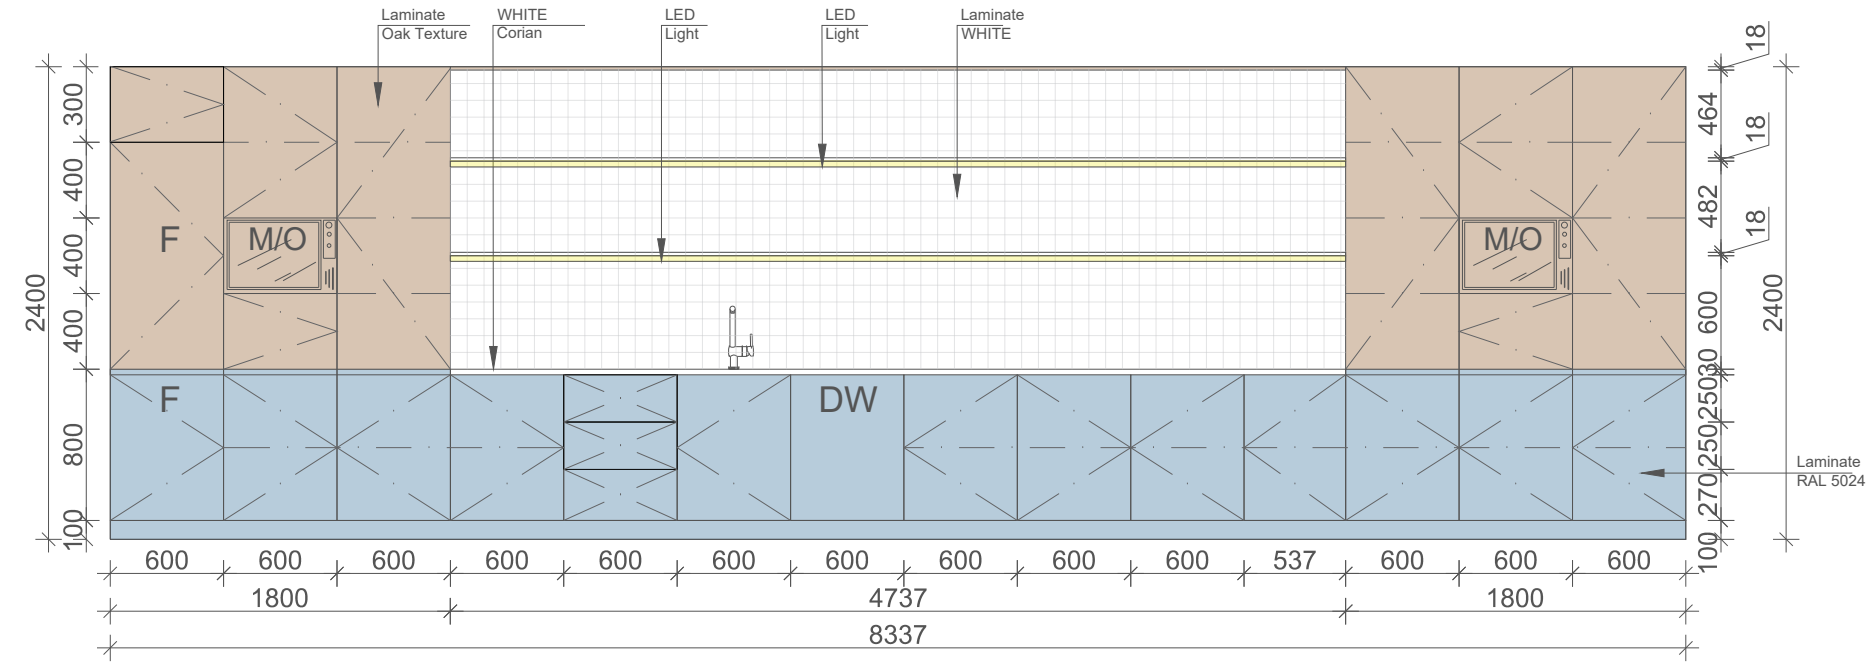 Laminate
Oak Texture
WHITE
Corian
LED
Light
LED
Light
Laminate
WHITE
18
300
464
18
400
F
M/O
482
18
M/O
400
2400
600
2400
400
30
F
DW
250
800
250
Laminate
RAL 5024
270
100
100
600 600 600 600 600 600 600 600 600 600 537 600 600 600
1800 4737 1800
8337